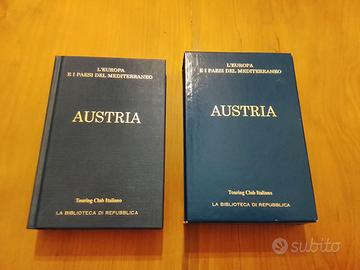 L'EUROPA
E I PAESI DEL MEDITERRANEO
AUSTRIA
Touring Club Italiano
LA BIBLIOTECA DI REPUBBLICA
L'EUROPA
E I PAESI DEL MEDITERRANEO
AUSTRIA
Touring Club Italiano
LA BIBLIOTECA DI REPUBBLICA
subito